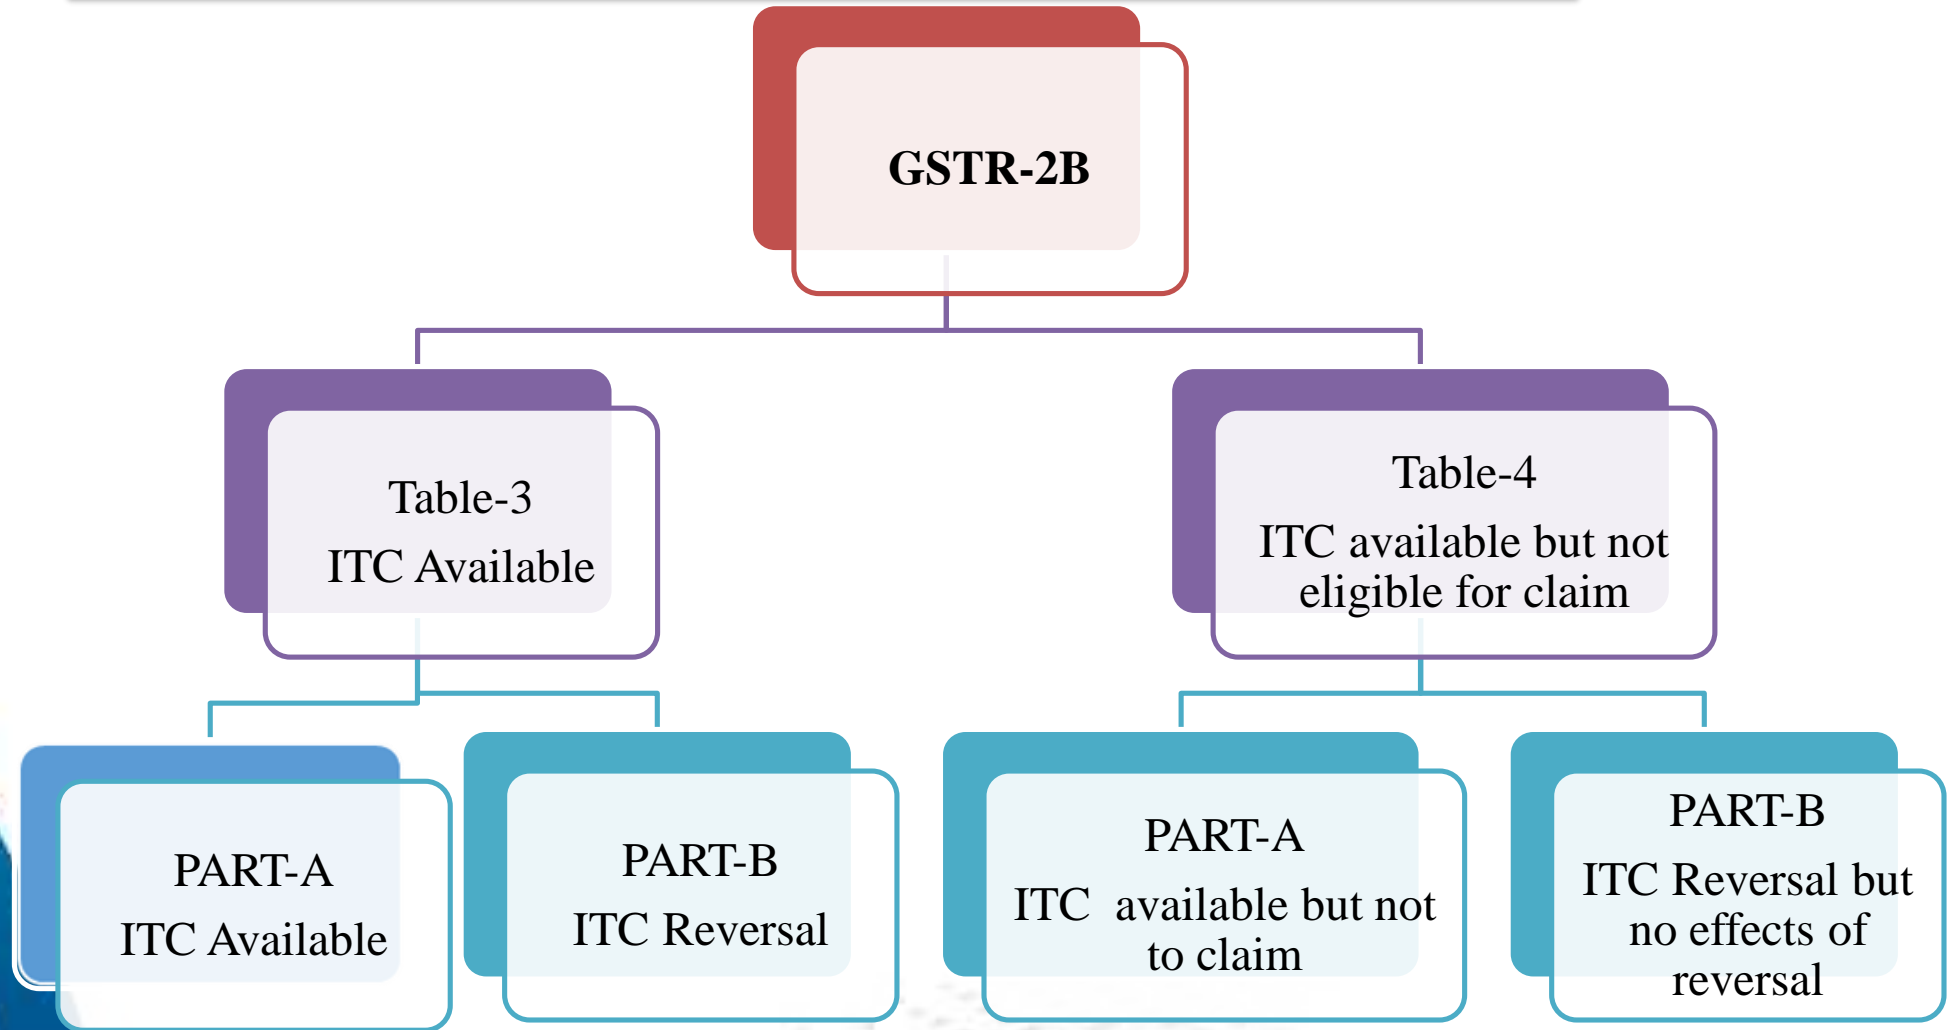 GSTR-2B
Table-3
ITC Available
Table-4
ITC available but not
eligible for claim
PART-A
ITC Available
PART-B
ITC Reversal
PART-A
ITC  available but not
to claim
PART-B
ITC Reversal but
no effects of
reversal